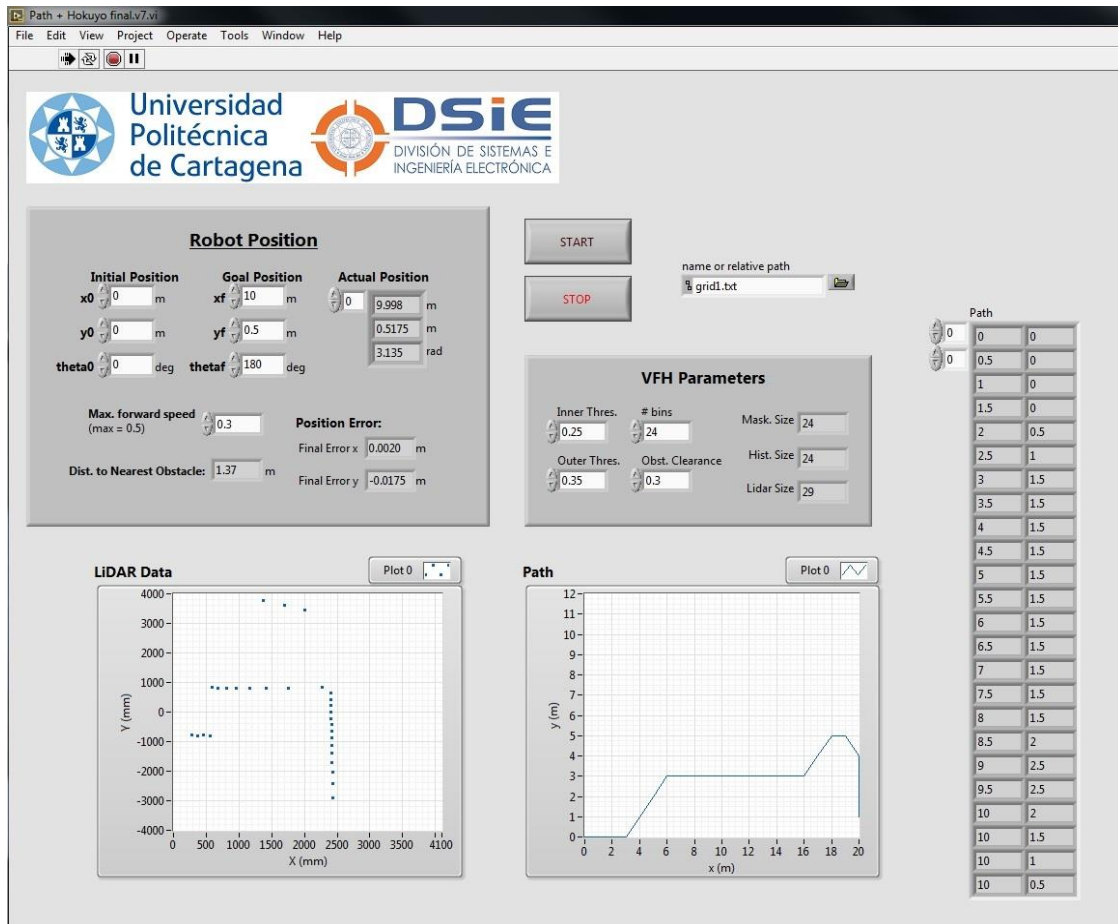 Path + Hokuyo final.v7.vi
File Edit View Project Operate Tools Window Help
Universidad
Politécnica
de Cartagena
DSiE
DIVISIÓN DE SISTEMAS E
INGENIERÍA ELECTRÓNICA
Robot Position
Initial Position Goal Position Actual Position
x0 0 m xf 10 m 0 9.998 m
y0 0 m yf 0.5 m 0.5175 m
theta0 0 deg thetaf 180 deg 3.135 rad
Max. forward speed
(max = 0.5)
0.3
Position Error:
Final Error x 0.0020 m
Dist. to Nearest Obstacle: 1.37 m
Final Error y -0.0175 m
START
STOP
name or relative path
grid1.txt
VFH Parameters
Inner Thres. # bins
0.25 24
Mask. Size 24
Hist. Size 24
Outer Thres. Obst. Clearance
0.35 0.3
Lidar Size 29
Path
0
0
0 0
0.5 0
1 0
1.5 0
2 0.5
2.5 1
3 1.5
3.5 1.5
4 1.5
4.5 1.5
5 1.5
5.5 1.5
6 1.5
6.5 1.5
7 1.5
7.5 1.5
8 1.5
8.5 2
9 2.5
9.5 2.5
10 2
10 1.5
10 1
10 0.5
LiDAR Data
Plot 0
4000
3000
2000
1000
0
-1000
-2000
-3000
-4000
Y (mm)
0 500 1000 1500 2000 2500 3000 3500 4100
X (mm)
Path
Plot 0
12
11
10
9
8
7
6
5
4
3
2
1
0
y (m)
0 2 4 6 8 10 12 14 16 18 20
x (m)